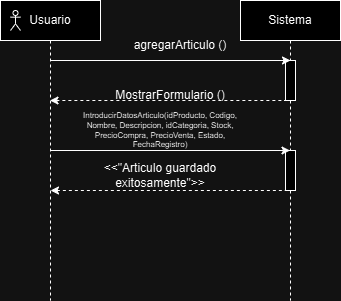 Usuario
Sistema
agregarArticulo ()
MostrarFormulario ()
IntroducirDatosArticulo(idProducto, Codigo,
Nombre, Descripcion, idCategoria, Stock,
PrecioCompra, PrecioVenta, Estado,
FechaRegistro)
<<"Articulo guardado
exitosamente">>